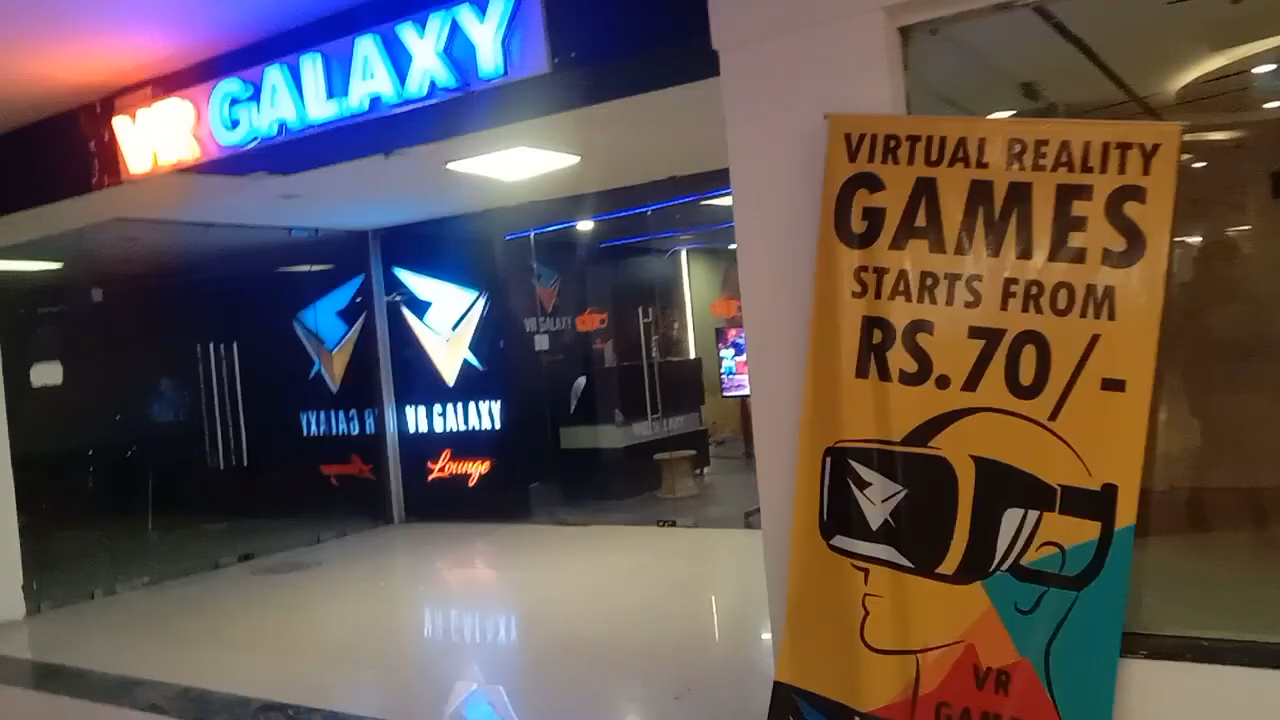 VR GALAXY
VR GALAXY
Lounge
VR GALAXY
VIRTUAL REALITY
GAMES
STARTS FROM
RS.70/-
VR